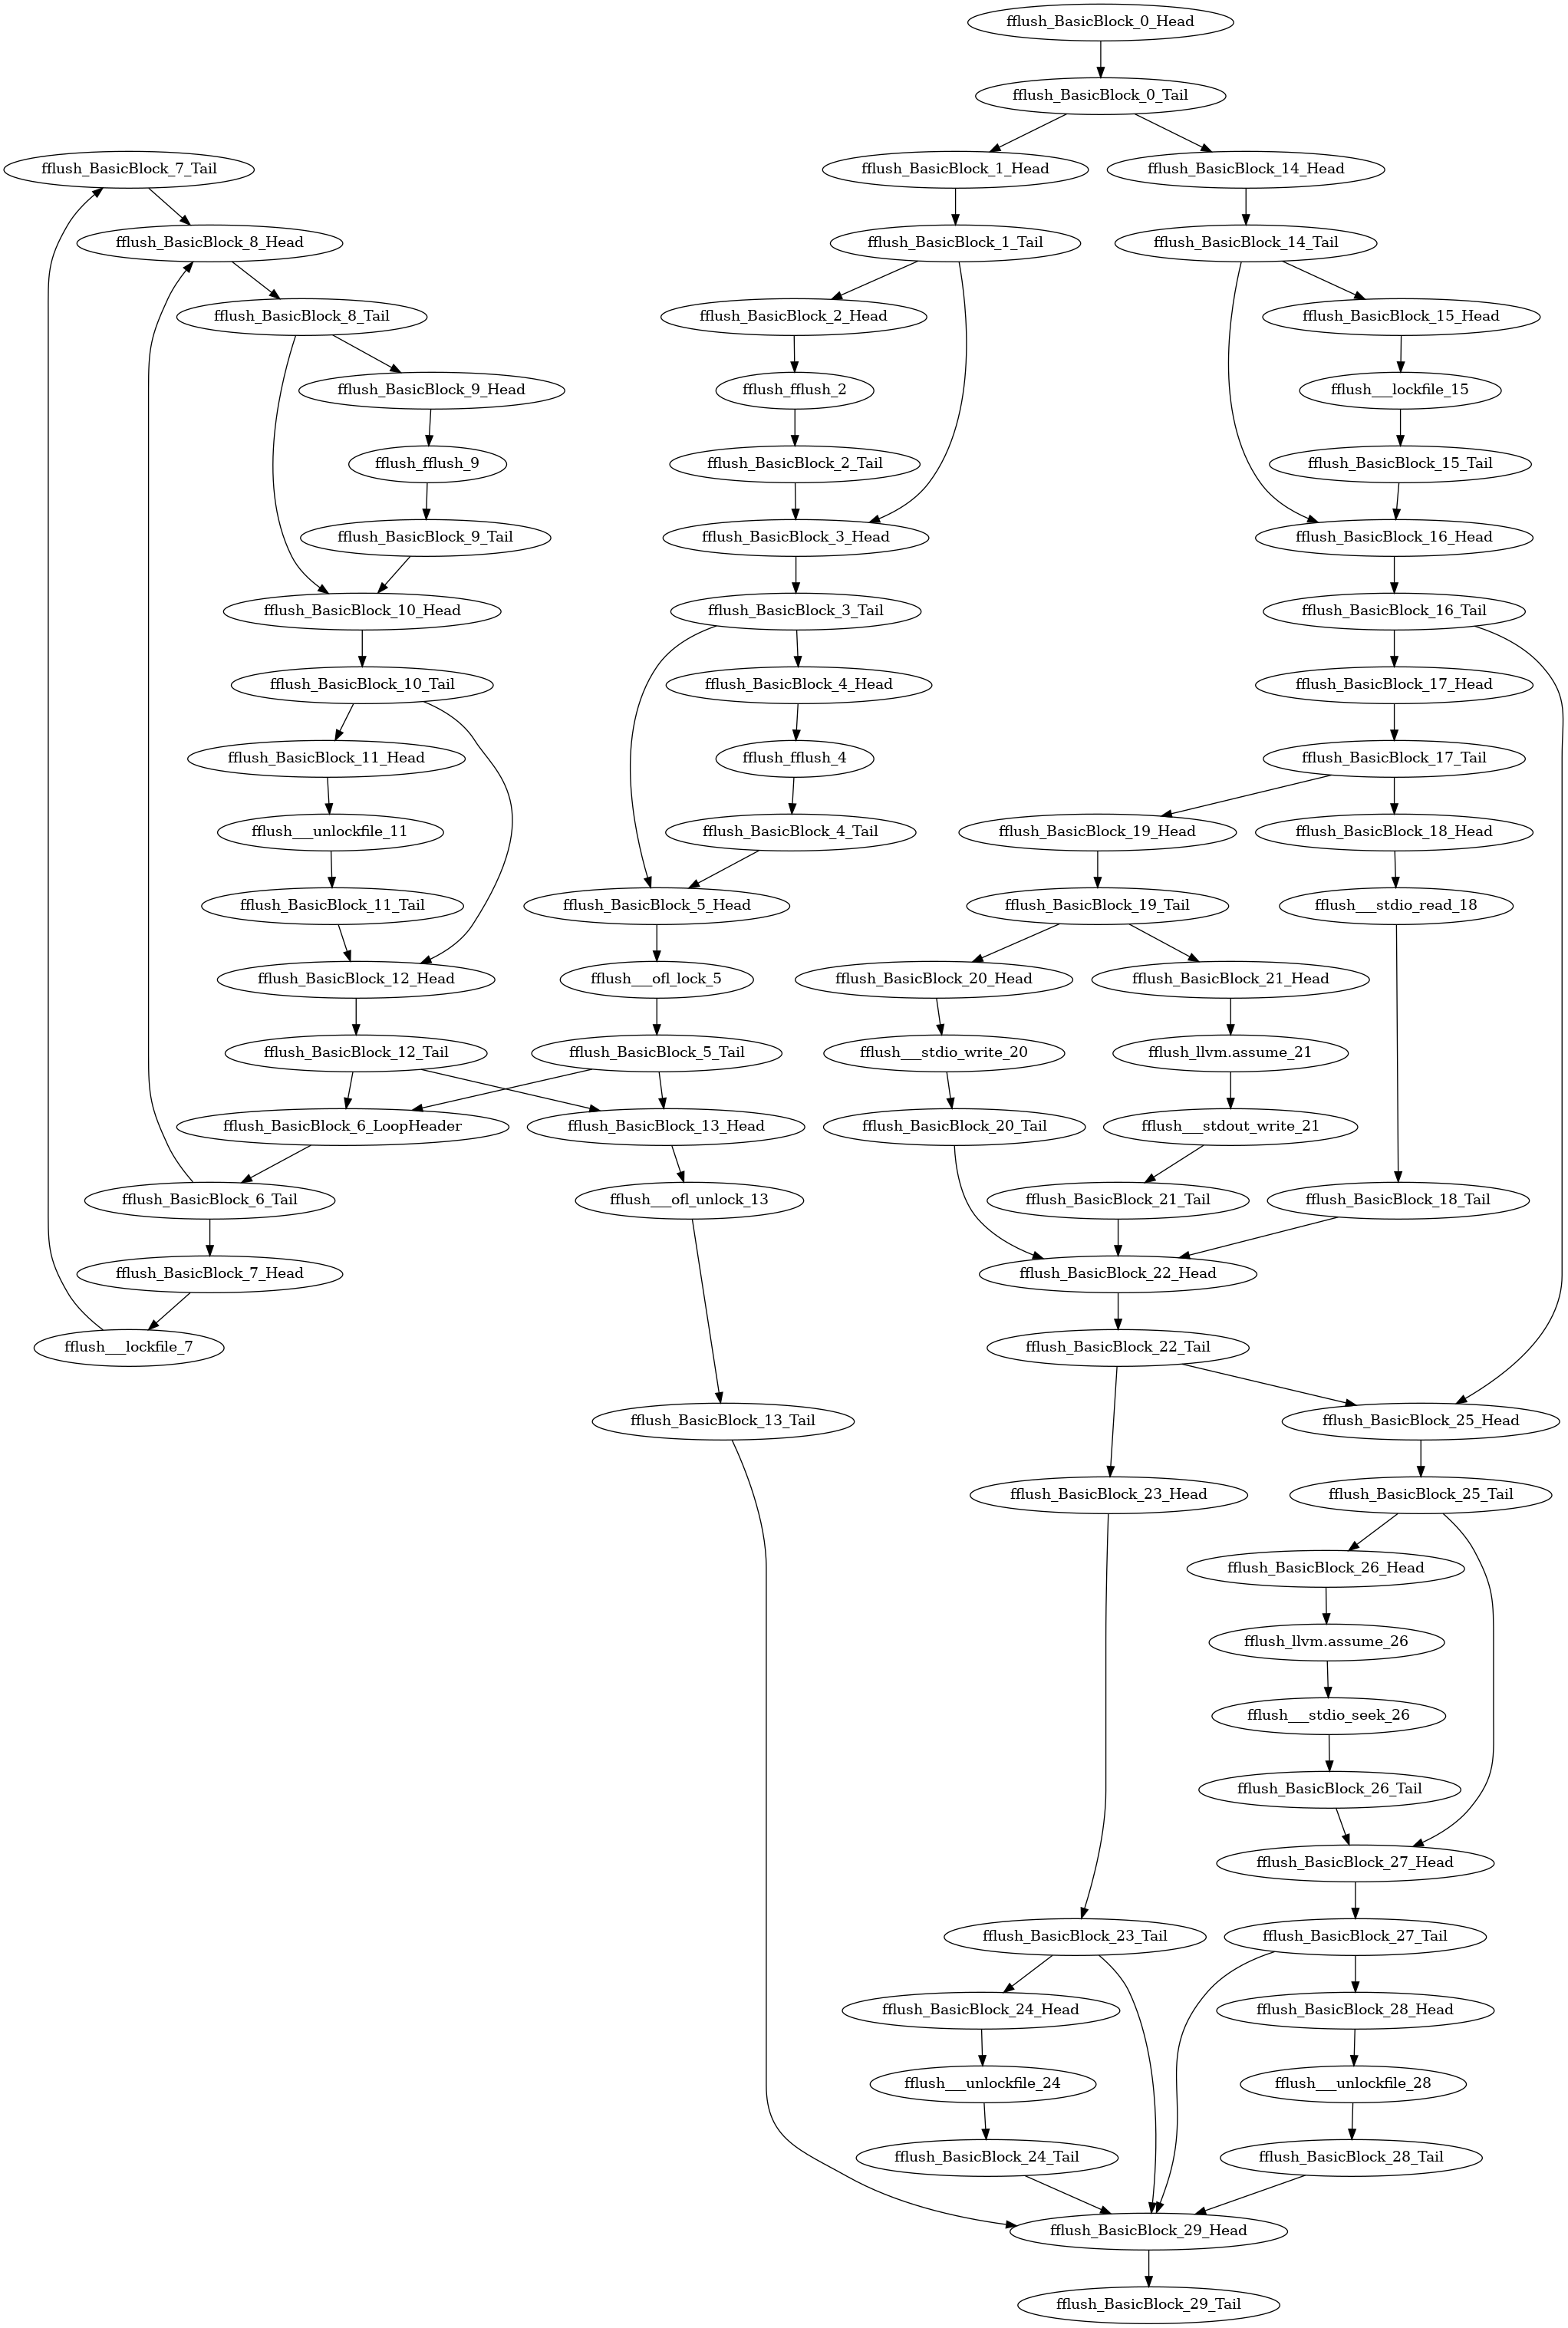 fflush_BasicBlock_0_Head
fflush_BasicBlock_0_Tail
fflush_BasicBlock_7_Tail
fflush_BasicBlock_1_Head
fflush_BasicBlock_14_Head
fflush_BasicBlock_8_Head
fflush_BasicBlock_1_Tail
fflush_BasicBlock_14_Tail
fflush_BasicBlock_8_Tail
fflush_BasicBlock_2_Head
fflush_BasicBlock_15_Head
fflush_BasicBlock_9_Head
fflush_fflush_2
fflush___lockfile_15
fflush_fflush_9
fflush_BasicBlock_2_Tail
fflush_BasicBlock_15_Tail
fflush_BasicBlock_9_Tail
fflush_BasicBlock_3_Head
fflush_BasicBlock_16_Head
fflush_BasicBlock_10_Head
fflush_BasicBlock_3_Tail
fflush_BasicBlock_16_Tail
fflush_BasicBlock_10_Tail
fflush_BasicBlock_4_Head
fflush_BasicBlock_17_Head
fflush_BasicBlock_11_Head
fflush_fflush_4
fflush_BasicBlock_17_Tail
fflush___unlockfile_11
fflush_BasicBlock_4_Tail
fflush_BasicBlock_19_Head
fflush_BasicBlock_18_Head
fflush_BasicBlock_11_Tail
fflush_BasicBlock_5_Head
fflush_BasicBlock_19_Tail
fflush___stdio_read_18
fflush_BasicBlock_12_Head
fflush___ofl_lock_5
fflush_BasicBlock_20_Head
fflush_BasicBlock_21_Head
fflush_BasicBlock_12_Tail
fflush_BasicBlock_5_Tail
fflush___stdio_write_20
fflush_llvm.assume_21
fflush_BasicBlock_6_LoopHeader
fflush_BasicBlock_13_Head
fflush_BasicBlock_20_Tail
fflush___stdout_write_21
fflush_BasicBlock_6_Tail
fflush___ofl_unlock_13
fflush_BasicBlock_21_Tail
fflush_BasicBlock_18_Tail
fflush_BasicBlock_7_Head
fflush_BasicBlock_22_Head
fflush___lockfile_7
fflush_BasicBlock_22_Tail
fflush_BasicBlock_13_Tail
fflush_BasicBlock_25_Head
fflush_BasicBlock_23_Head
fflush_BasicBlock_25_Tail
fflush_BasicBlock_26_Head
fflush_llvm.assume_26
fflush___stdio_seek_26
fflush_BasicBlock_26_Tail
fflush_BasicBlock_27_Head
fflush_BasicBlock_23_Tail
fflush_BasicBlock_27_Tail
fflush_BasicBlock_24_Head
fflush_BasicBlock_28_Head
fflush___unlockfile_24
fflush___unlockfile_28
fflush_BasicBlock_24_Tail
fflush_BasicBlock_28_Tail
fflush_BasicBlock_29_Head
fflush_BasicBlock_29_Tail